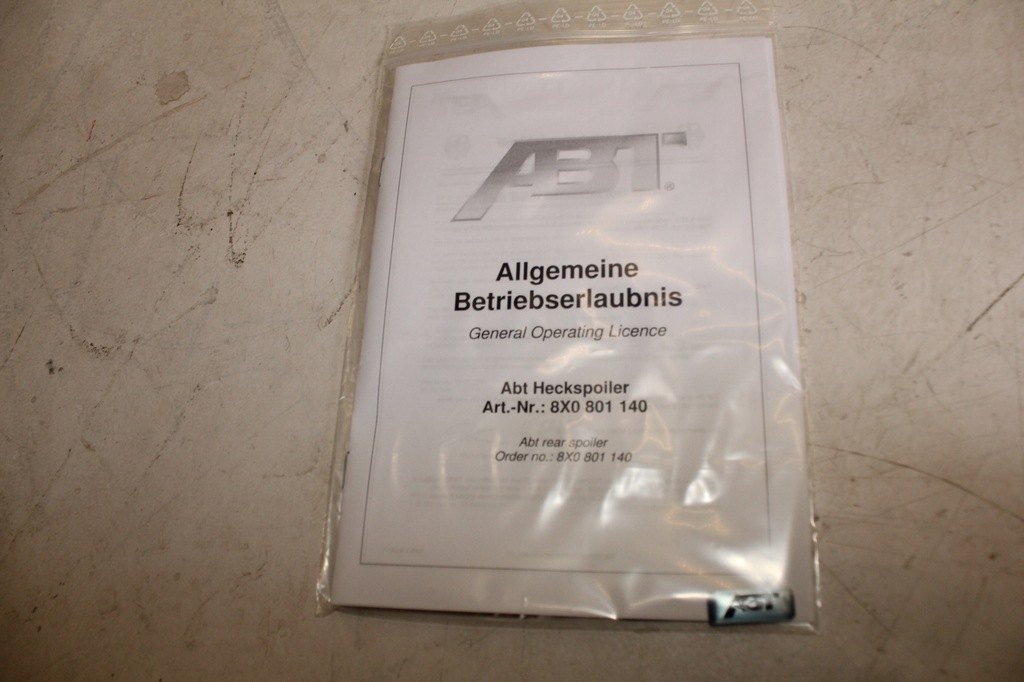 ABT®
Allgemeine
Betriebserlaubnis
General Operating Licence
Abt Heckspoiler
Art.-Nr.: 8X0 801 140
Abt rear spoiler
Order no.: 8X0 801 140
ABT